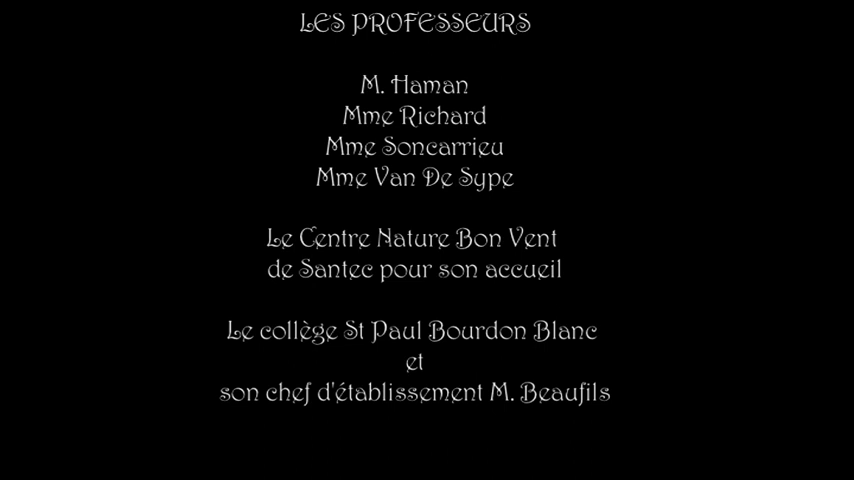 LES PROFESSEURS
M. Haman
Mme Richard
Mme Soncarrieu
Mme Van De Sype
Le Centre Nature Bon Vent
de Santec pour son accueil
Le collège St Paul Bourdon Blanc
et
son chef d'établissement M. Beaufils